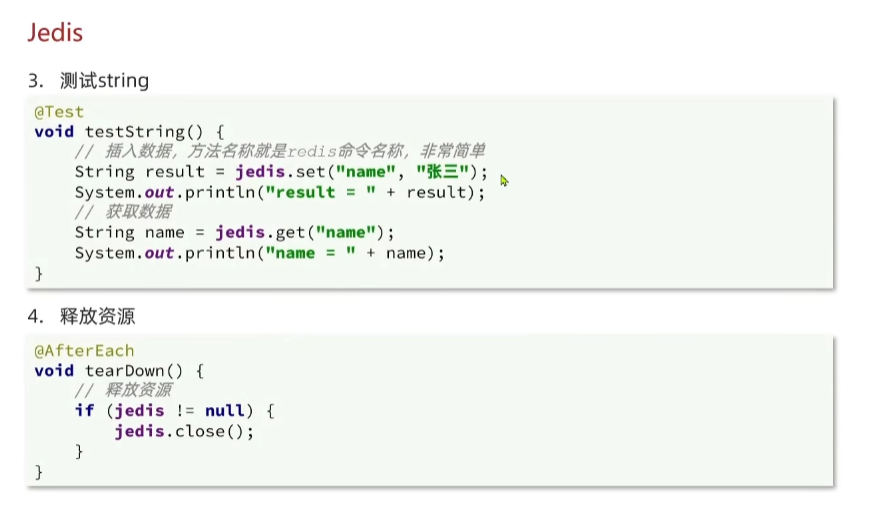 Jedis
3. 测试string
@Test
void testString() {
    // 插入数据，方法名称就是redis命令名称，非常简单
    String result = jedis.set("name", "张三");
    System.out.println("result = " + result);
    // 获取数据
    String name = jedis.get("name");
    System.out.println("name = " + name);
}
4. 释放资源
@AfterEach
void tearDown() {
    // 释放资源
    if (jedis != null) {
        jedis.close();
    }
}